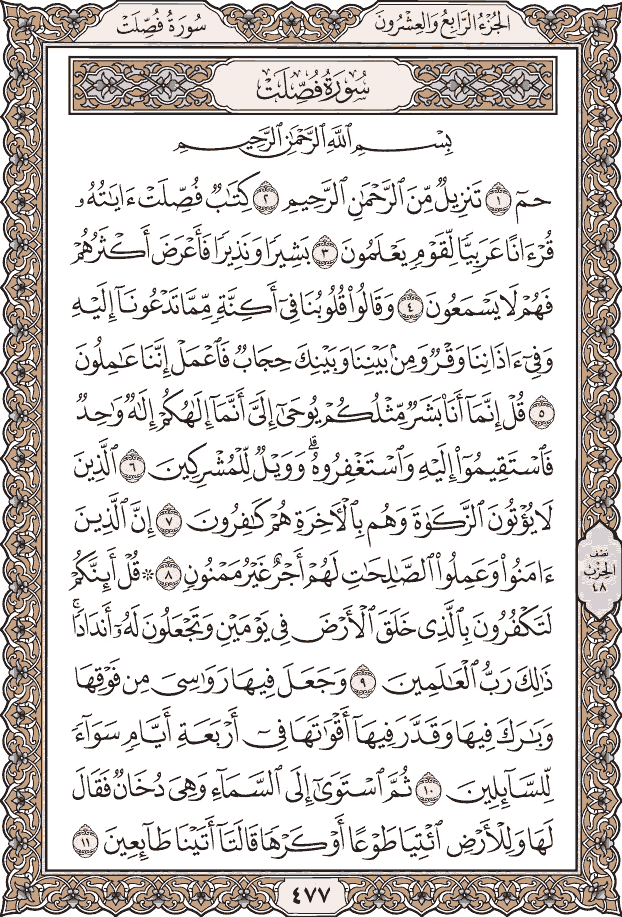 سُورَةُ فُصِّلَتْ
الجُزْءُ الرَّابِعُ وَالعِشْرُونَ
سُورَةُ فُصِّلَتْ
بِسْمِ ٱللَّهِ ٱلرَّحْمَٰنِ ٱلرَّحِيمِ
حمٓ ١ تَنزِيلٌ مِّنَ ٱلرَّحْمَٰنِ ٱلرَّحِيمِ ٢ كِتَٰبٌ فُصِّلَتْ ءَايَٰتُهُۥ
قُرْءَانًا عَرَبِيًّا لِّقَوْمٍ يَعْلَمُونَ ٣ بَشِيرًا وَنَذِيرًا فَأَعْرَضَ أَكْثَرُهُمْ
فَهُمْ لَا يَسْمَعُونَ ٤ وَقَالُوا۟ قُلُوبُنَا فِىٓ أَكِنَّةٍ مِّمَّا تَدْعُونَآ إِلَيْهِ
وَفِىٓ ءَاذَانِنَا وَقْرٌ وَمِنۢ بَيْنِنَا وَبَيْنِكَ حِجَابٌ فَٱعْمَلْ إِنَّنَا عَٰمِلُونَ
٥ قُلْ إِنَّمَآ أَنَا۠ بَشَرٌ مِّثْلُكُمْ يُوحَىٰٓ إِلَىَّ أَنَّمَآ إِلَٰهُكُمْ إِلَٰهٌ وَٰحِدٌ
فَٱسْتَقِيمُوٓا۟ إِلَيْهِ وَٱسْتَغْفِرُوهُ ۗ وَوَيْلٌ لِّلْمُشْرِكِينَ ٦ ٱلَّذِينَ
لَا يُؤْتُونَ ٱلزَّكَوٰةَ وَهُم بِٱلْءَاخِرَةِ هُمْ كَٰفِرُونَ ٧ إِنَّ ٱلَّذِينَ
ءَامَنُوا۟ وَعَمِلُوا۟ ٱلصَّٰلِحَٰتِ لَهُمْ أَجْرٌ غَيْرُ مَمْنُونٍ ٨ ۞ قُلْ أَئِنَّكُمْ
لَتَكْفُرُونَ بِٱلَّذِى خَلَقَ ٱلْأَرْضَ فِى يَوْمَيْنِ وَتَجْعَلُونَ لَهُۥٓ أَندَادًا ۚ
ذَٰلِكَ رَبُّ ٱلْعَٰلَمِينَ ٩ وَجَعَلَ فِيهَا رَوَٰسِىَ مِن فَوْقِهَا
وَبَٰرَكَ فِيهَا وَقَدَّرَ فِيهَآ أَقْوَٰتَهَا فِىٓ أَرْبَعَةِ أَيَّامٍ سَوَآءً
لِّلسَّآئِلِينَ ١٠ ثُمَّ ٱسْتَوَىٰٓ إِلَى ٱلسَّمَآءِ وَهِىَ دُخَانٌ فَقَالَ
لَهَا وَلِلْأَرْضِ ٱئْتِيَا طَوْعًا أَوْ كَرْهًا قَالَتَآ أَتَيْنَا طَآئِعِينَ ١١
نصف
الحزب
٤٨
٤٧٧